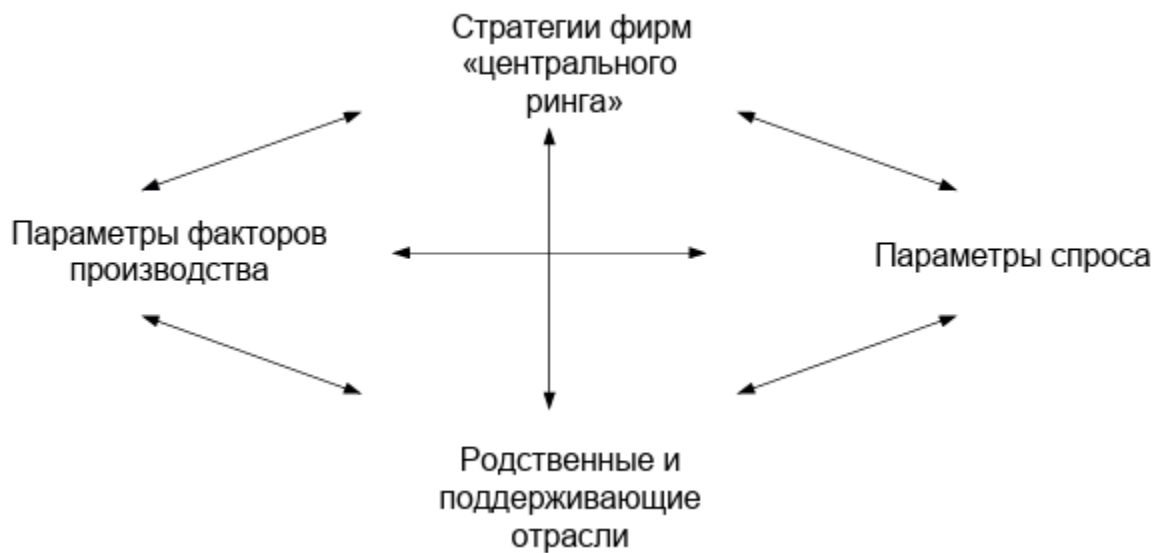 Стратегии фирм
«центрального
ринга»
Параметры факторов
производства
Параметры спроса
Родственные и
поддерживающие
отрасли